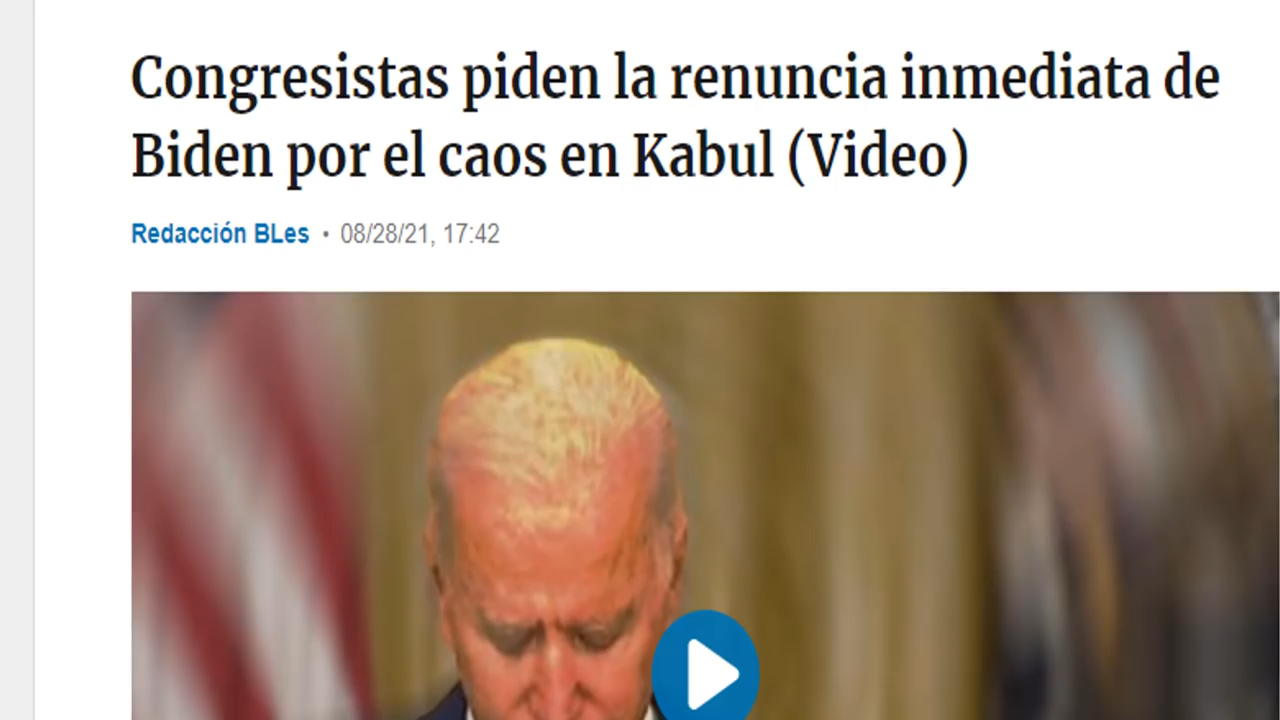 Congresistas piden la renuncia inmediata de
Biden por el caos en Kabul (Video)
Redacción BLes • 08/28/21, 17:42